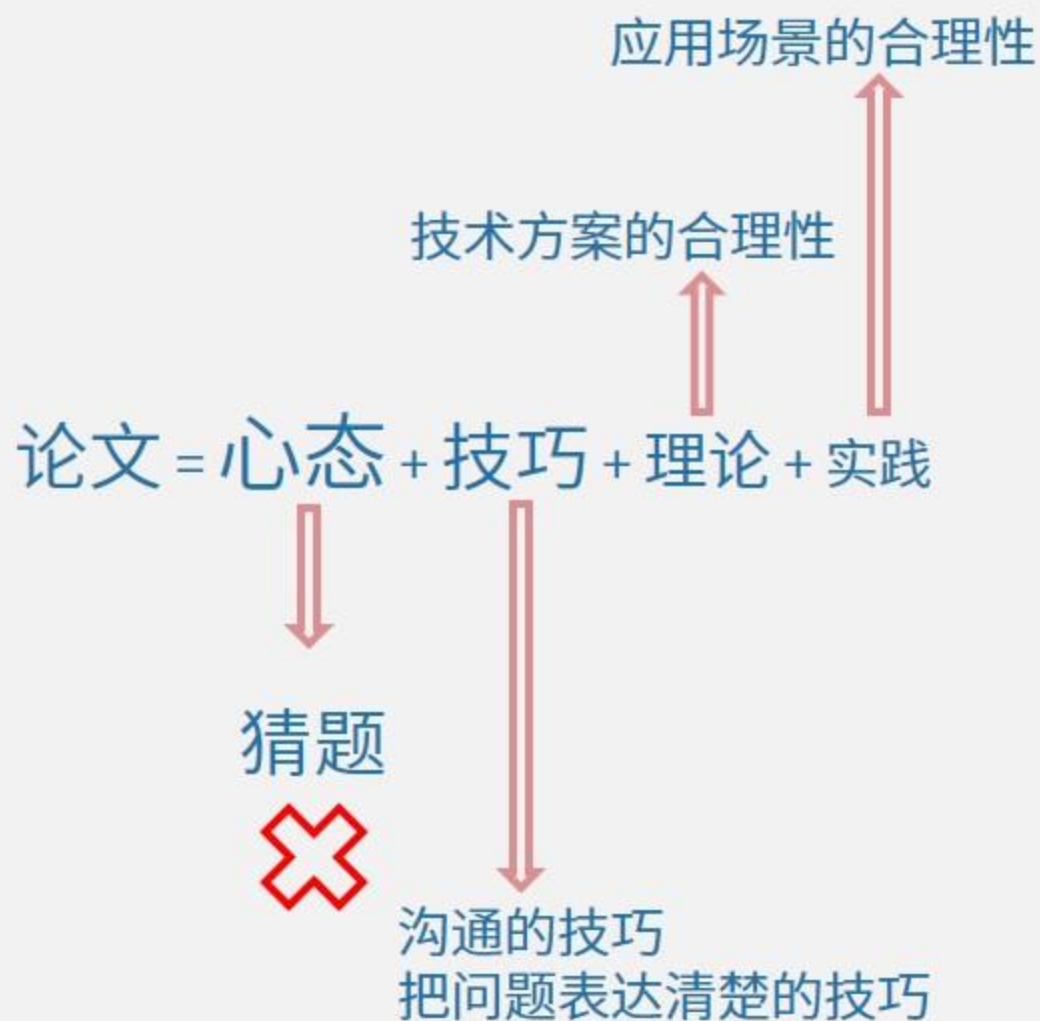 应用场景的合理性
技术方案的合理性
论文=心态+技巧+理论+实践
猜题
沟通的技巧
把问题表达清楚的技巧